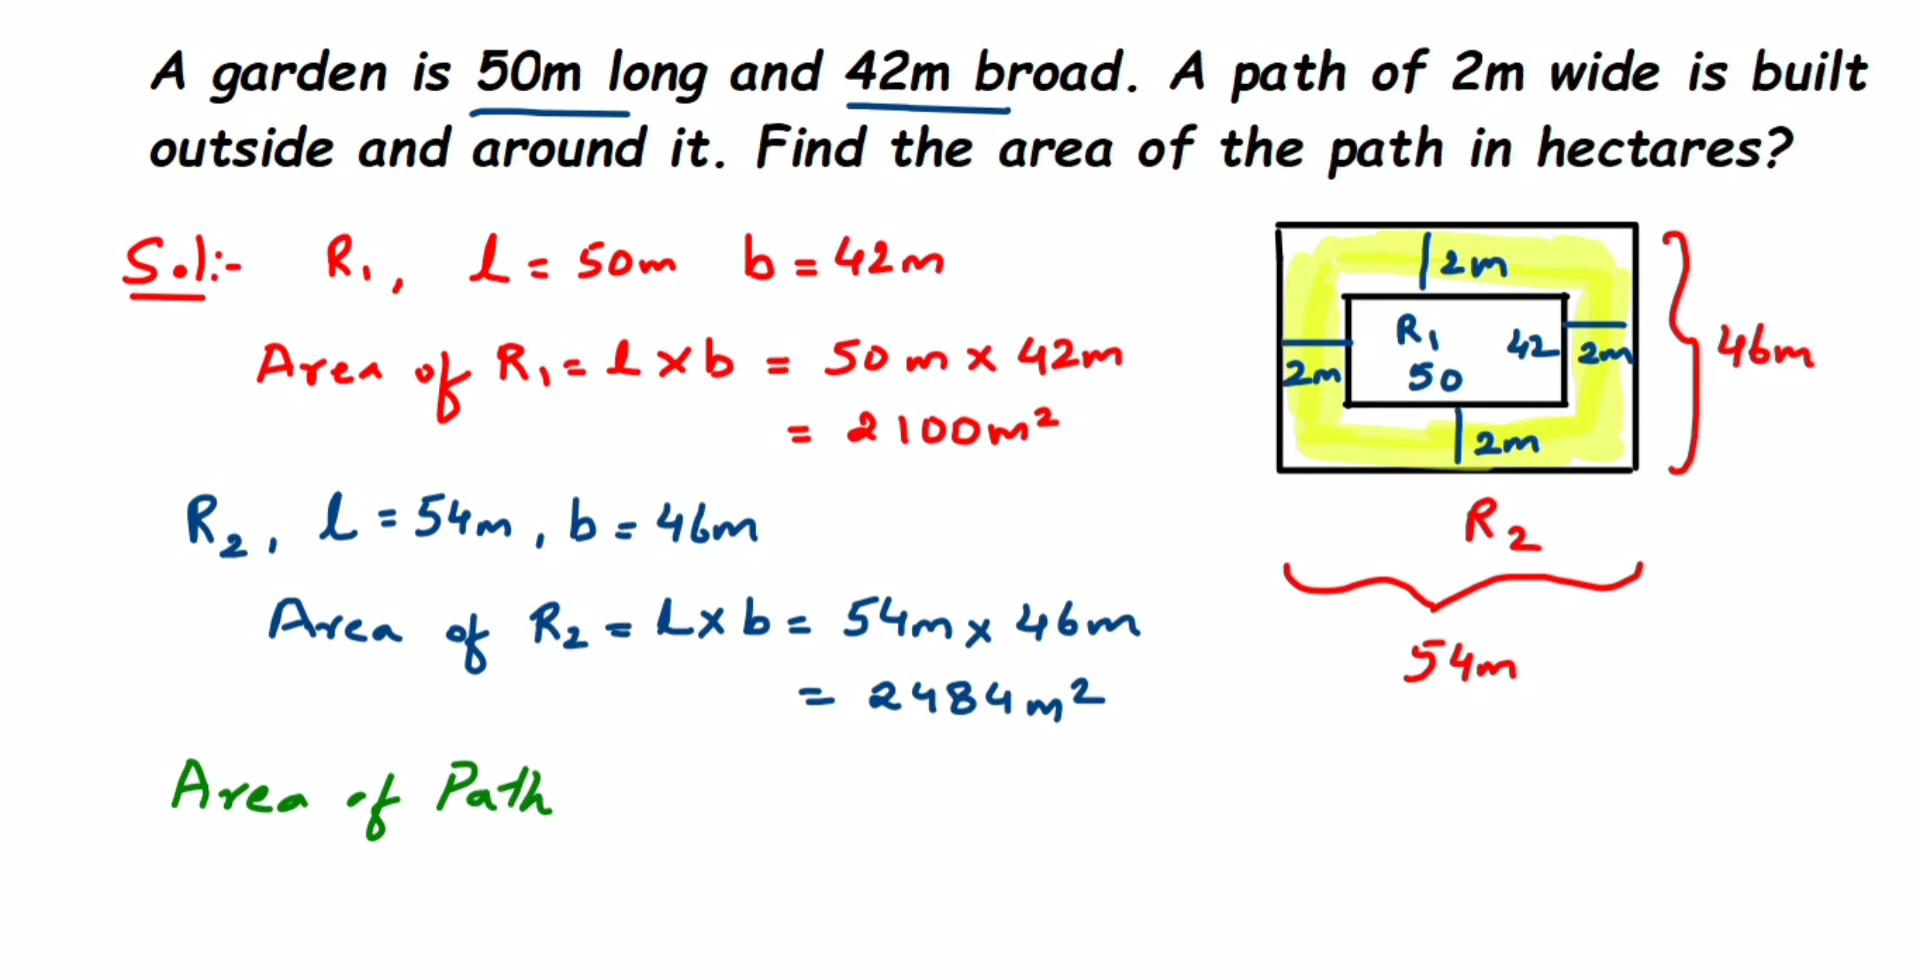 A garden is 50m long and 42m broad. A path of 2m wide is built
outside and around it. Find the area of the path in hectares?
Sol:- R₁, l = 50m b = 42m
Area of R₁ = l × b = 50 m × 42m
= 2100m²
R₂, l = 54m, b = 46m
Area of R₂ = L × b = 54m × 46m
= 2484m²
Area of Path
2m
R₁ 42 2m
2m 50
2m
46m
R₂
54m